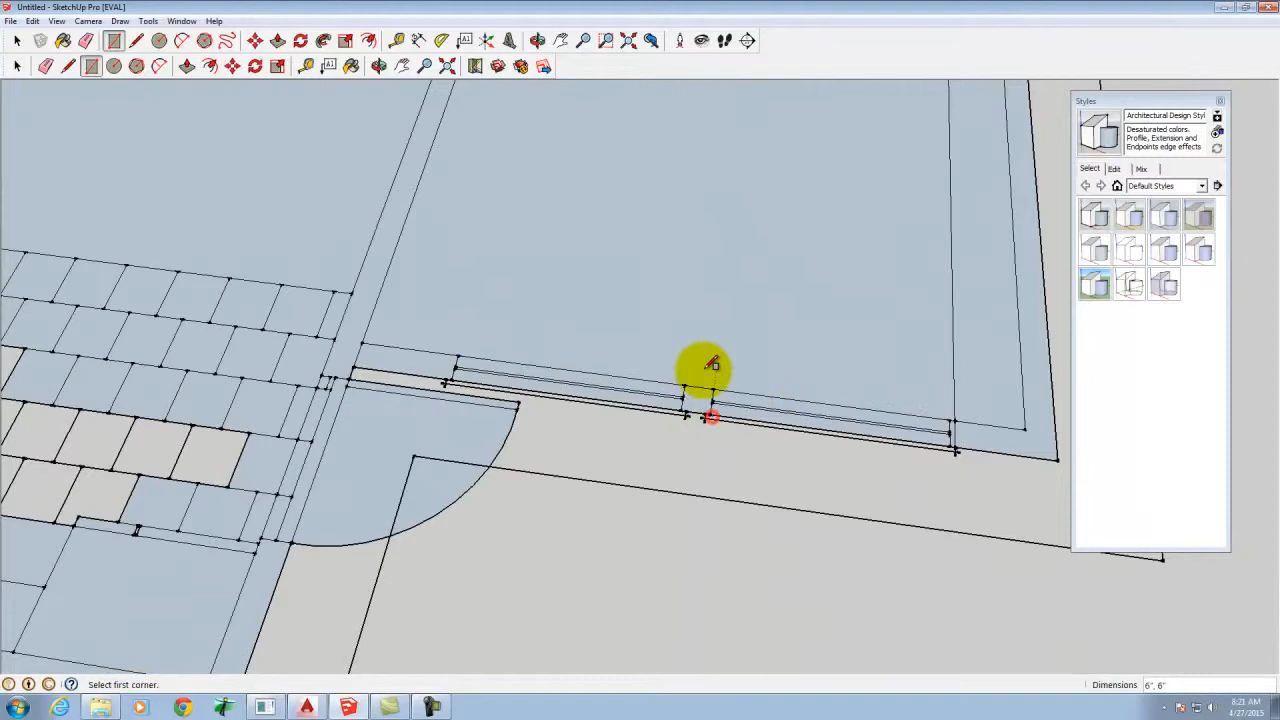 Untitled - SketchUp Pro [EVAL]
File Edit View Camera Draw Tools Window Help
A1
A1
Styles
Architectural Design Styl
Desaturated colors.
Profile, Extension and
Endpoints edge effects
Select Edit Mix
Default Styles
Select first corner.
Dimensions 6", 6"
8:21 AM
4/27/2015